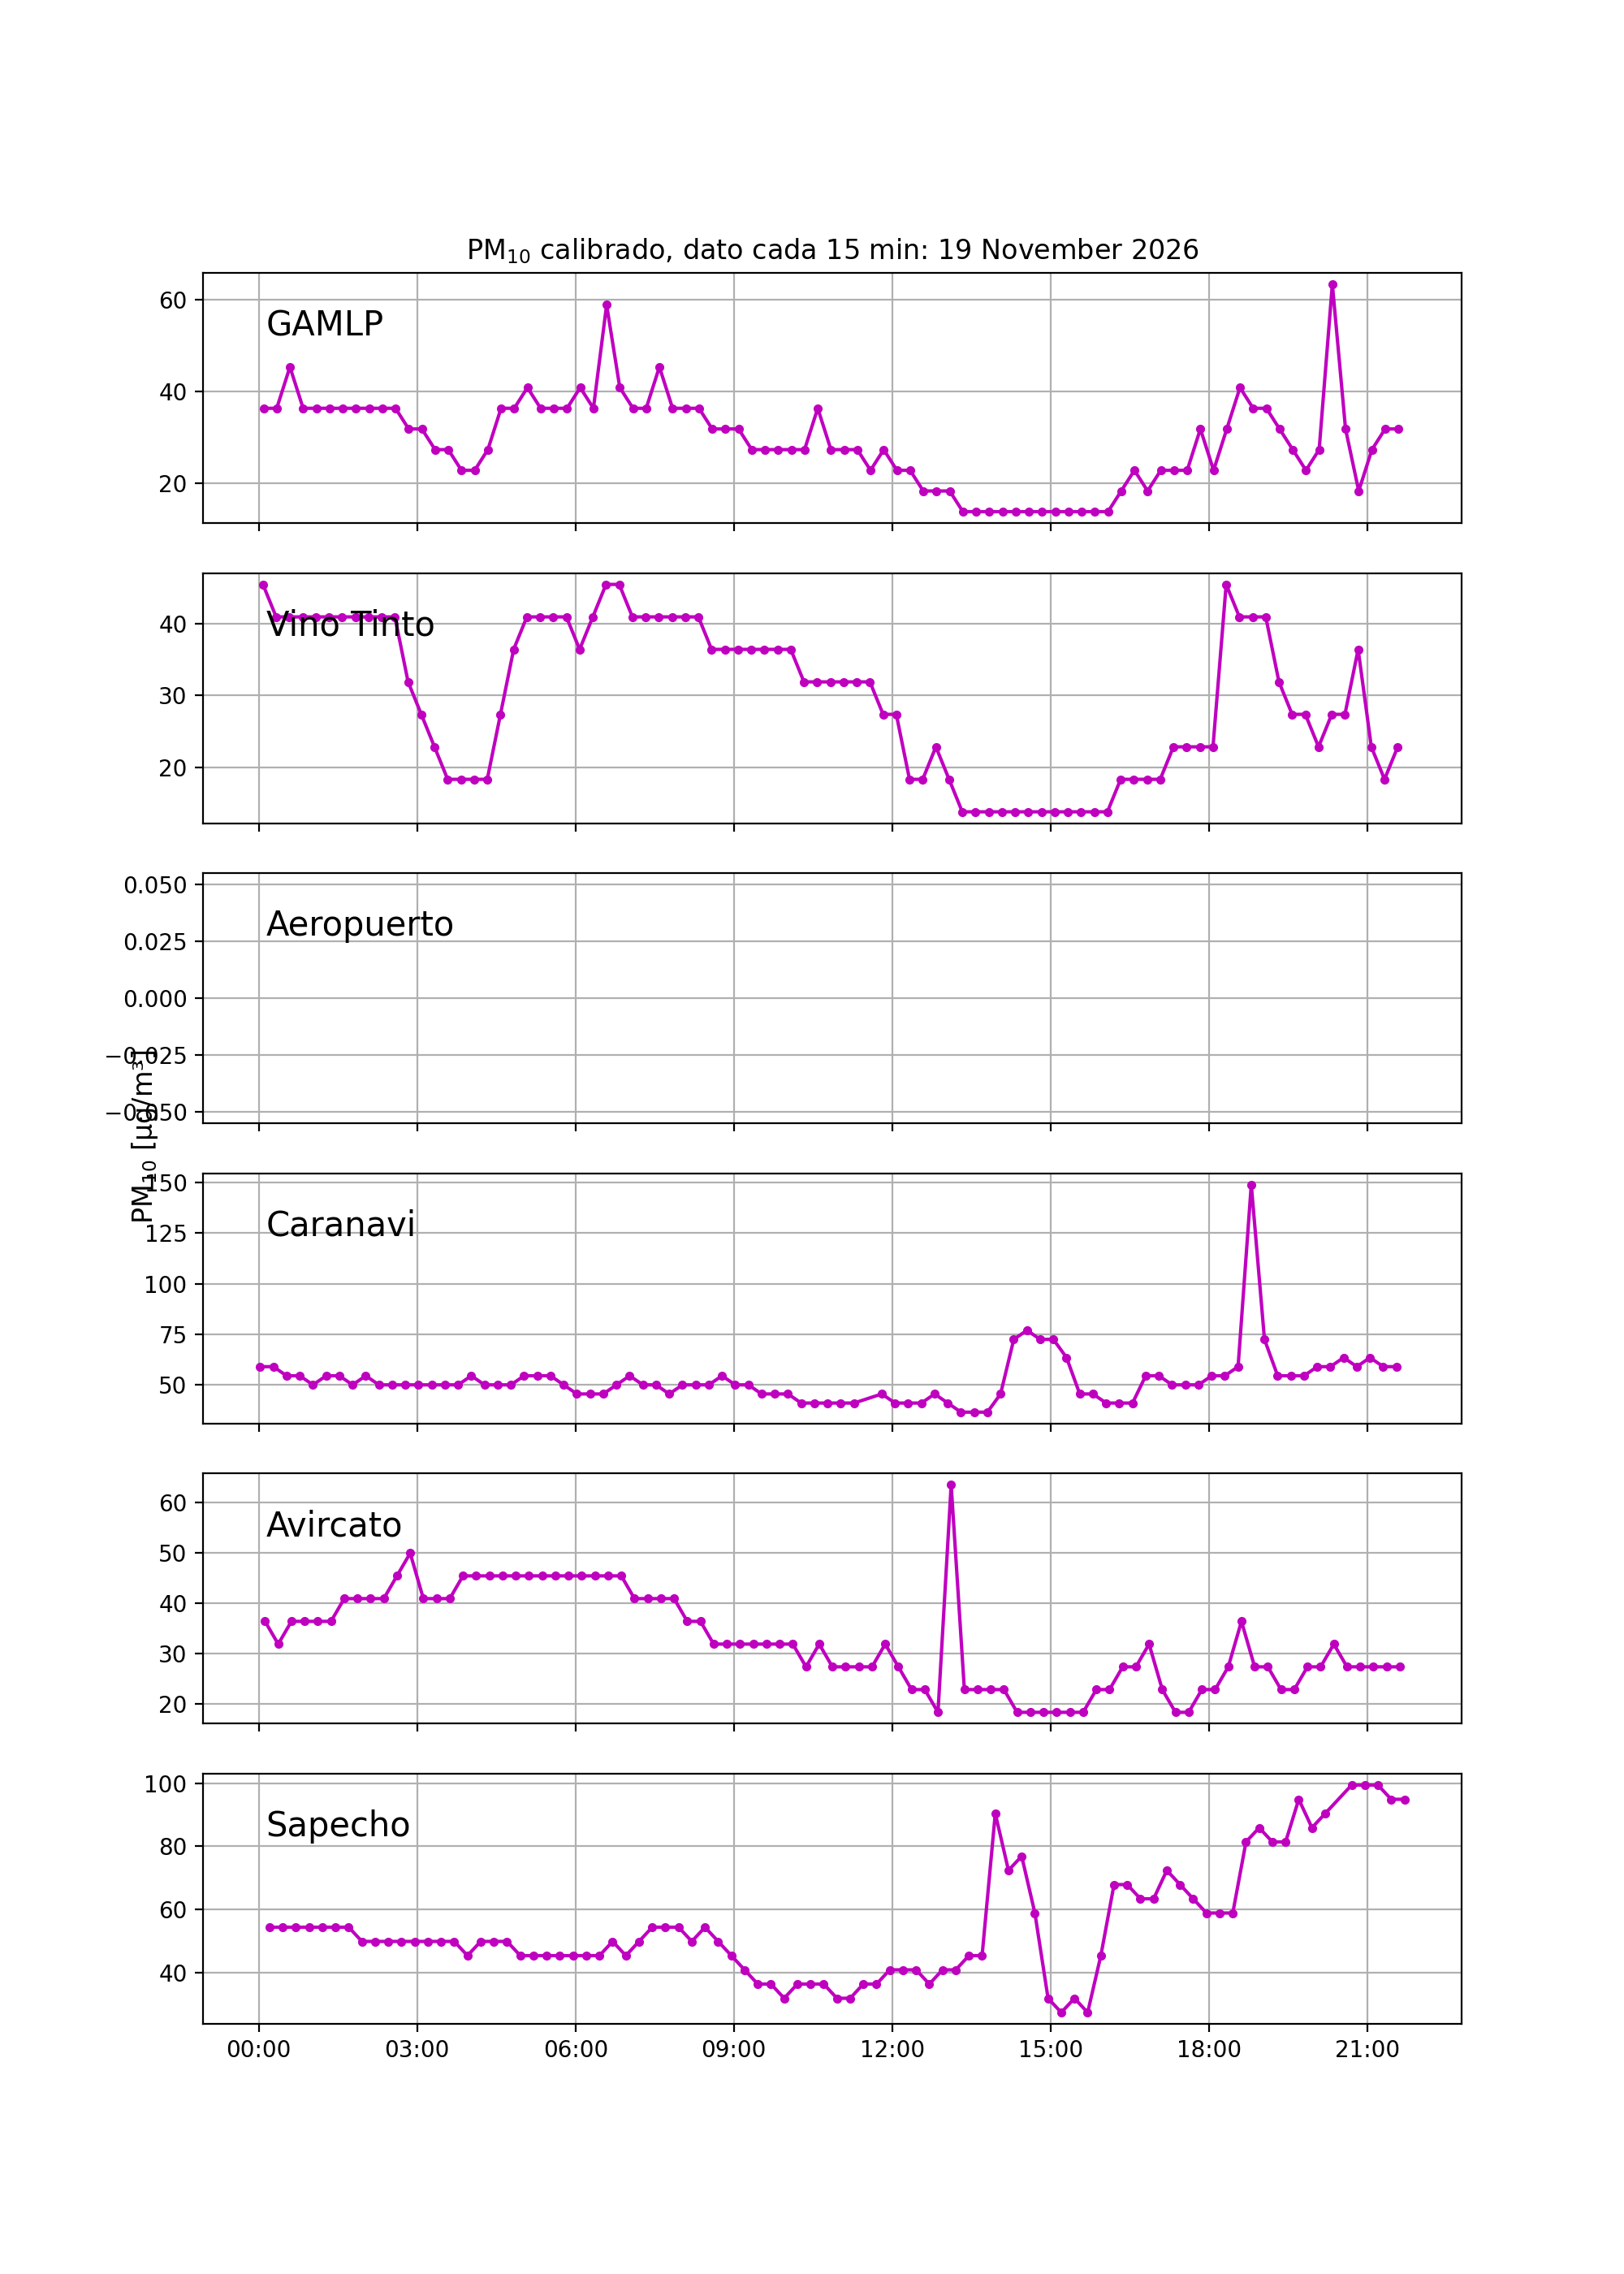 PM₁₀ calibrado, dato cada 15 min: 19 November 2026
60
40
20
GAMLP
40
30
20
Vino Tinto
0.050
0.025
0.000
−0.025
−0.050
Aeropuerto
PM₁₀ [µg/m³]
150
125
100
75
50
Caranavi
60
50
40
30
20
Avircato
100
80
60
40
Sapecho
00:00 03:00 06:00 09:00 12:00 15:00 18:00 21:00